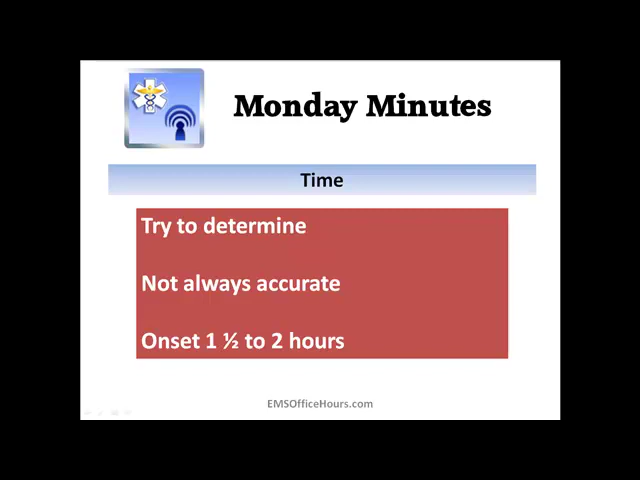 Monday Minutes
Time
Try to determine
Not always accurate
Onset 1 ½ to 2 hours
EMSOfficeHours.com